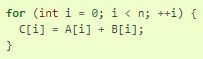 for (int i = 0; i < n; ++i) {
  C[i] = A[i] + B[i];
}